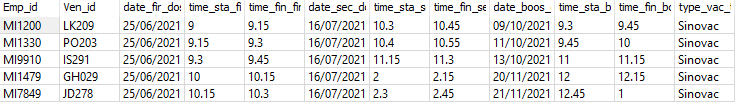 Emp_id Ven_id date_fir_dos time_sta_fi time_fin_fir date_sec_do time_sta_s time_fin_se date_boos_ time_sta_b time_fin_bo type_vac_
MI1200 LK209 25/06/2021 9 9.15 16/07/2021 10.3 10.45 09/10/2021 9.3 9.45 Sinovac
MI1330 PO203 25/06/2021 9.15 9.3 16/07/2021 10.4 10.55 11/10/2021 9.45 10 Sinovac
MI9910 IS291 25/06/2021 9.3 9.45 16/07/2021 11.15 11.3 13/10/2021 11 11.15 Sinovac
MI1479 GH029 25/06/2021 10 10.15 16/07/2021 2 2.15 20/11/2021 12 12.15 Sinovac
MI7849 JD278 25/06/2021 10.15 10.3 16/07/2021 2.3 2.45 21/11/2021 12.45 1 Sinovac